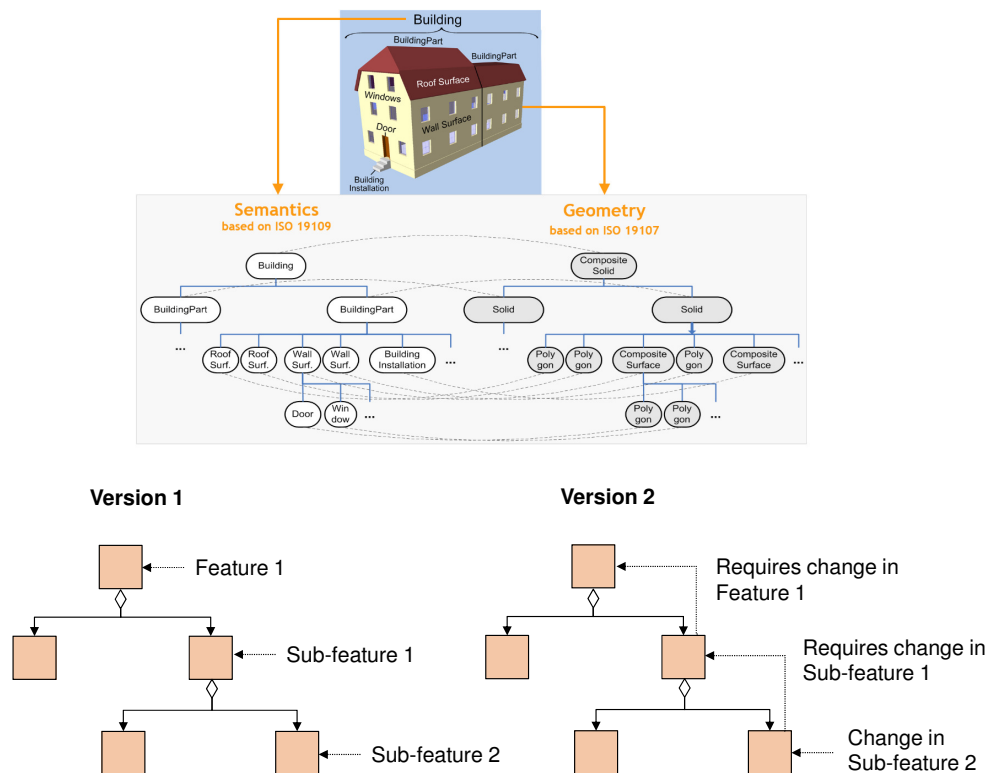 Building
BuildingPart
BuildingPart
Roof Surface
Windows
Wall Surface
Door
Building
Installation
Semantics
based on ISO 19109
Geometry
based on ISO 19107
Building
Composite
Solid
BuildingPart
BuildingPart
Solid
Solid
...
...
Roof
Surf.
Roof
Surf.
Wall
Surf.
Wall
Surf.
Building
Installation
...
Poly
gon
Poly
gon
Composite
Surface
Poly
gon
Composite
Surface
...
Door
Win
dow
...
Poly
gon
Poly
gon
...
Version 1
Version 2
Feature 1
Requires change in
Feature 1
Sub-feature 1
Requires change in
Sub-feature 1
Sub-feature 2
Change in
Sub-feature 2